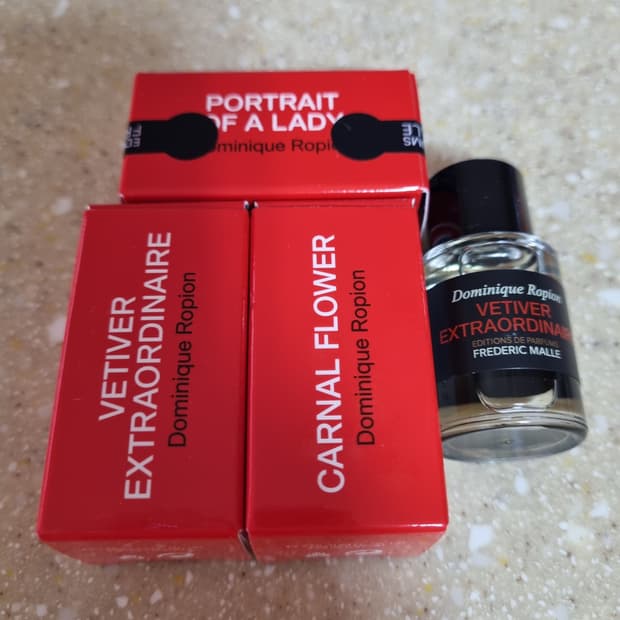 PORTRAIT
OF A LADY
Dominique Ropion
VETIVER
EXTRAORDINAIRE
Dominique Ropion
CARNAL FLOWER
Dominique Ropion
Dominique Ropion
VETIVER
EXTRAORDINAIRE
EDITIONS DE PARFUMS
FREDERIC MALLE